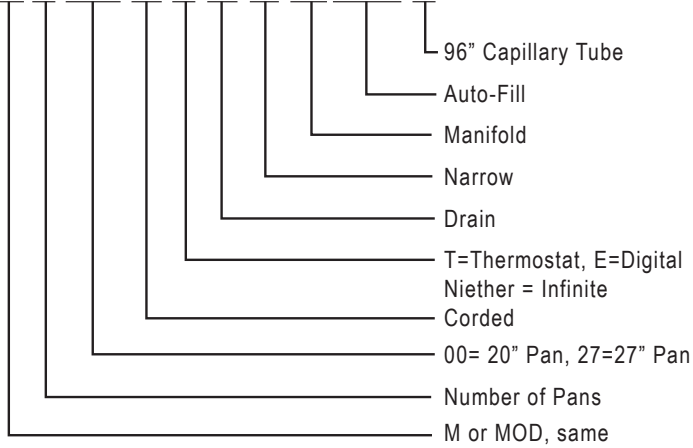 96” Capillary Tube
Auto-Fill
Manifold
Narrow
Drain
T=Thermostat, E=Digital
Niether = Infinite
Corded
00= 20” Pan, 27=27” Pan
Number of Pans
M or MOD, same